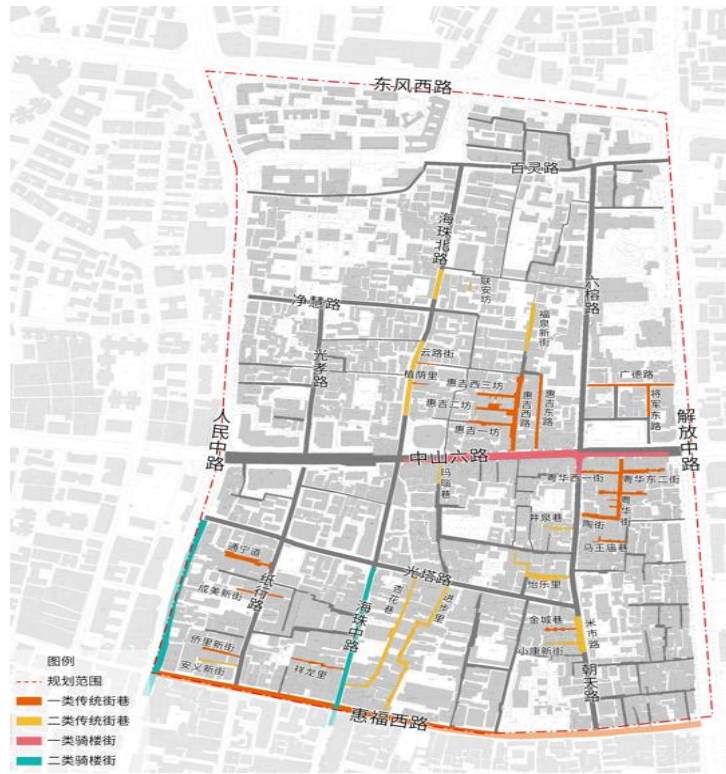 东风西路
百灵路
海珠北路
联安坊
六榕路
净慧路
福泉新街
光孝路
云路街
植荫里
广德路
惠吉西三坊
惠吉西路
惠吉东路
将军东路
惠吉二坊
惠吉一坊
人民中路
解放中路
中山六路
玛瑙巷
粤华西一街
粤华东二街
粤华街
井泉巷
陶街
马王庙巷
通宁道
光塔路
怡乐里
纸行路
成美新街
海珠中路
杏花巷
进步里
金城巷
米市路
侨里新街
小康新街
安义新街
祥龙里
朝天路
惠福西路
图例
规划范围
一类传统街巷
二类传统街巷
一类骑楼街
二类骑楼街